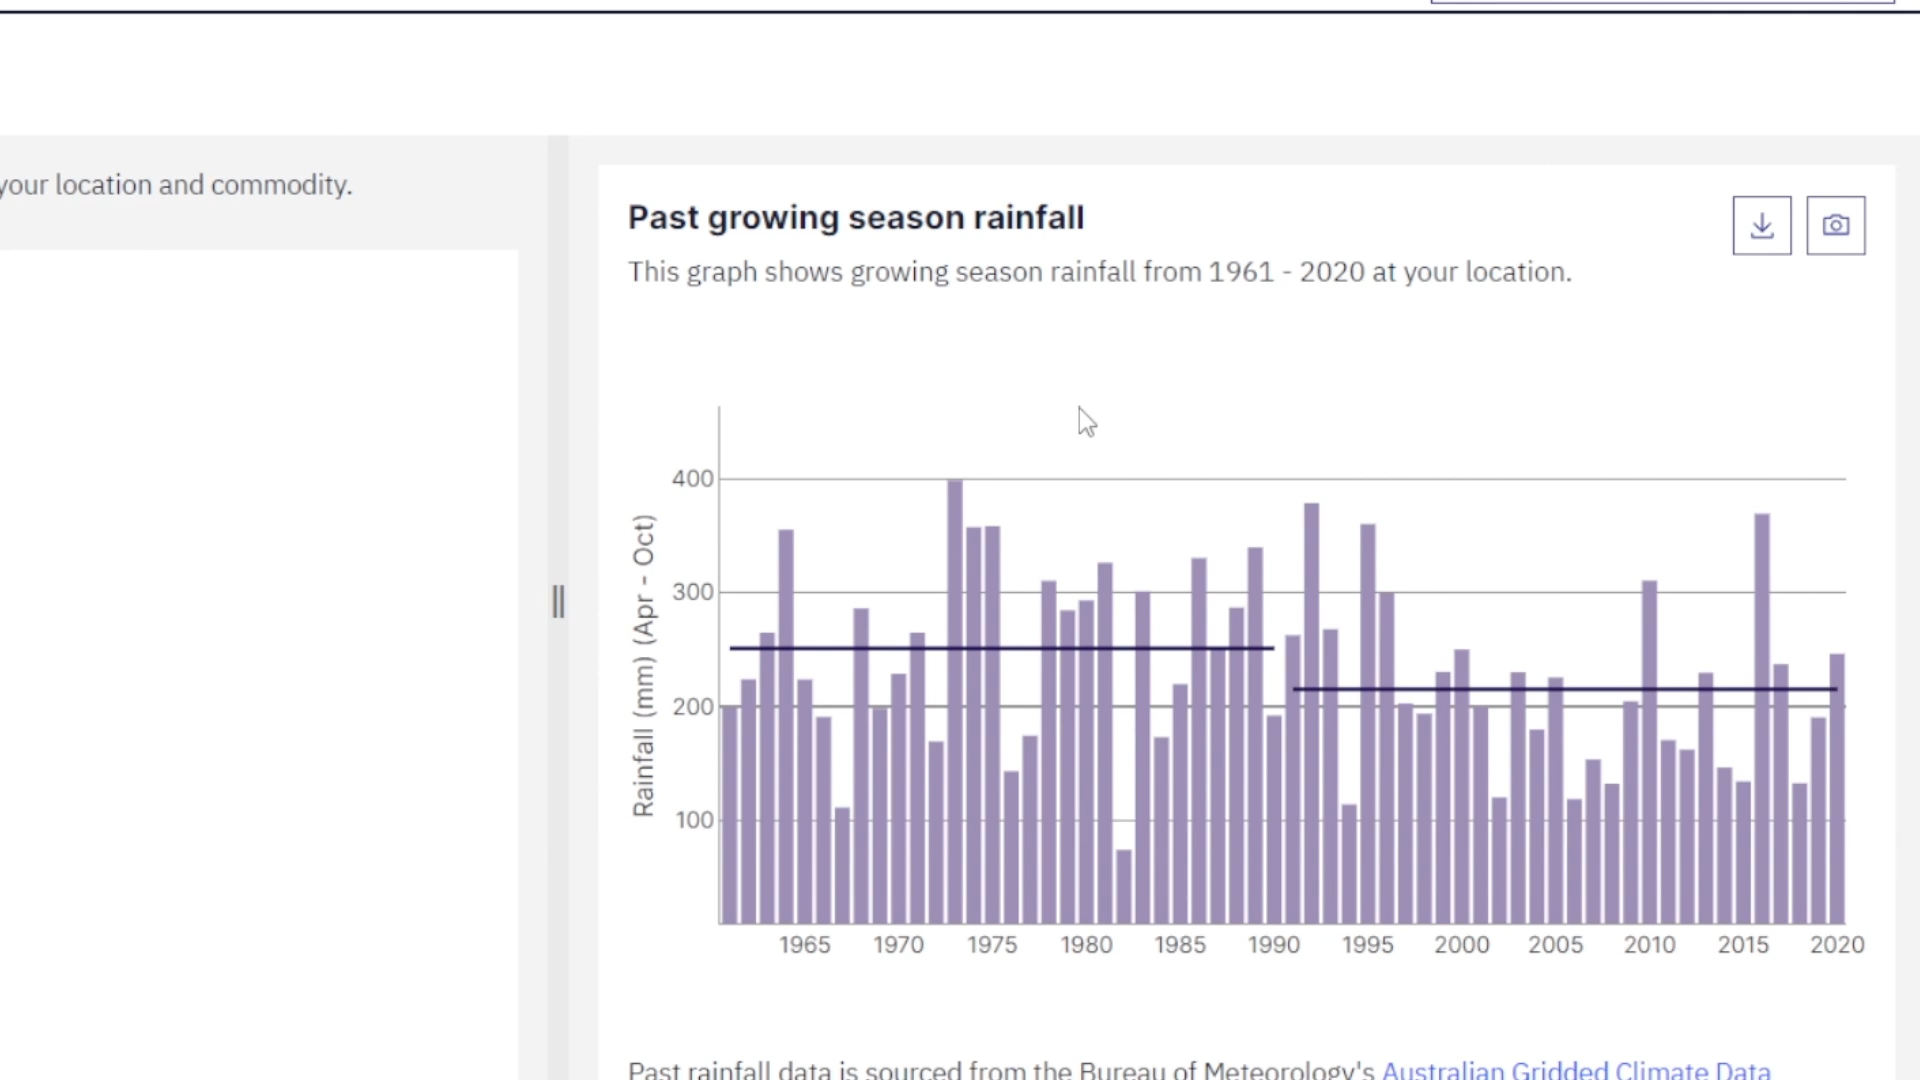 your location and commodity.
Past growing season rainfall
This graph shows growing season rainfall from 1961 - 2020 at your location.
Rainfall (mm) (Apr - Oct)
400
300
200
100
1965 1970 1975 1980 1985 1990 1995 2000 2005 2010 2015 2020
Past rainfall data is sourced from the Bureau of Meteorology's Australian Gridded Climate Data